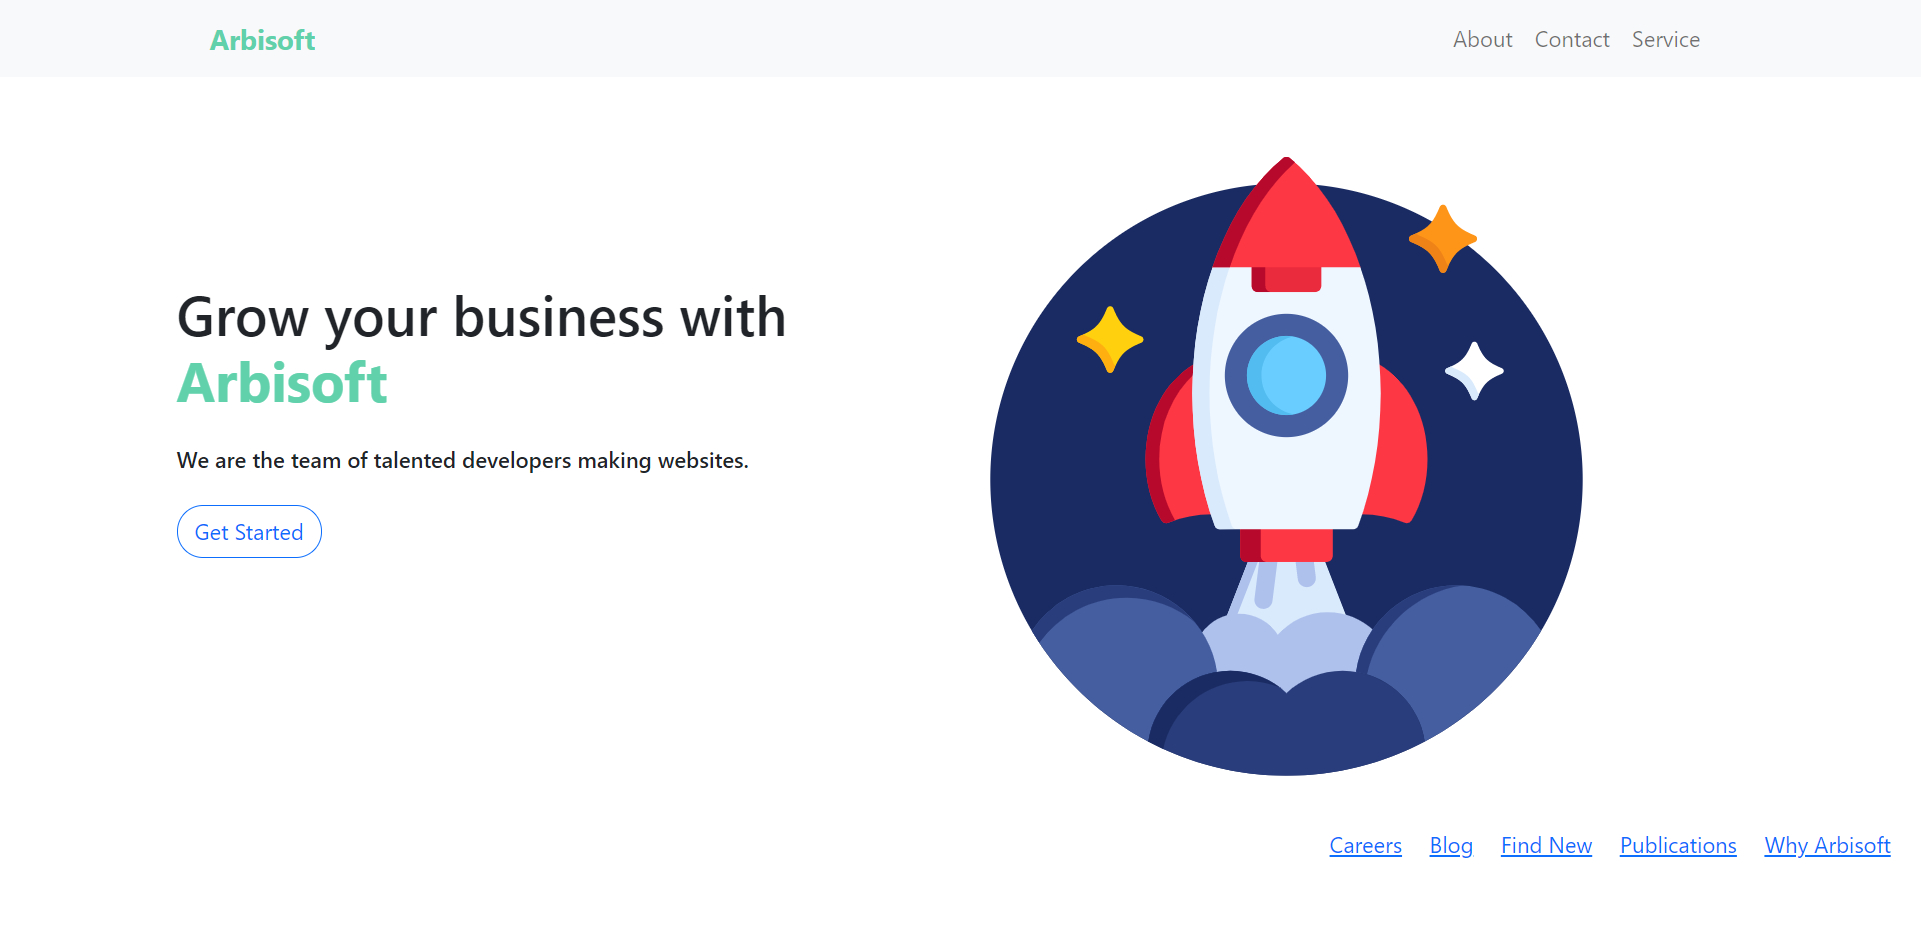 Arbisoft
About Contact Service
Grow your business with
Arbisoft
We are the team of talented developers making websites.
Get Started
Careers Blog Find New Publications Why Arbisoft